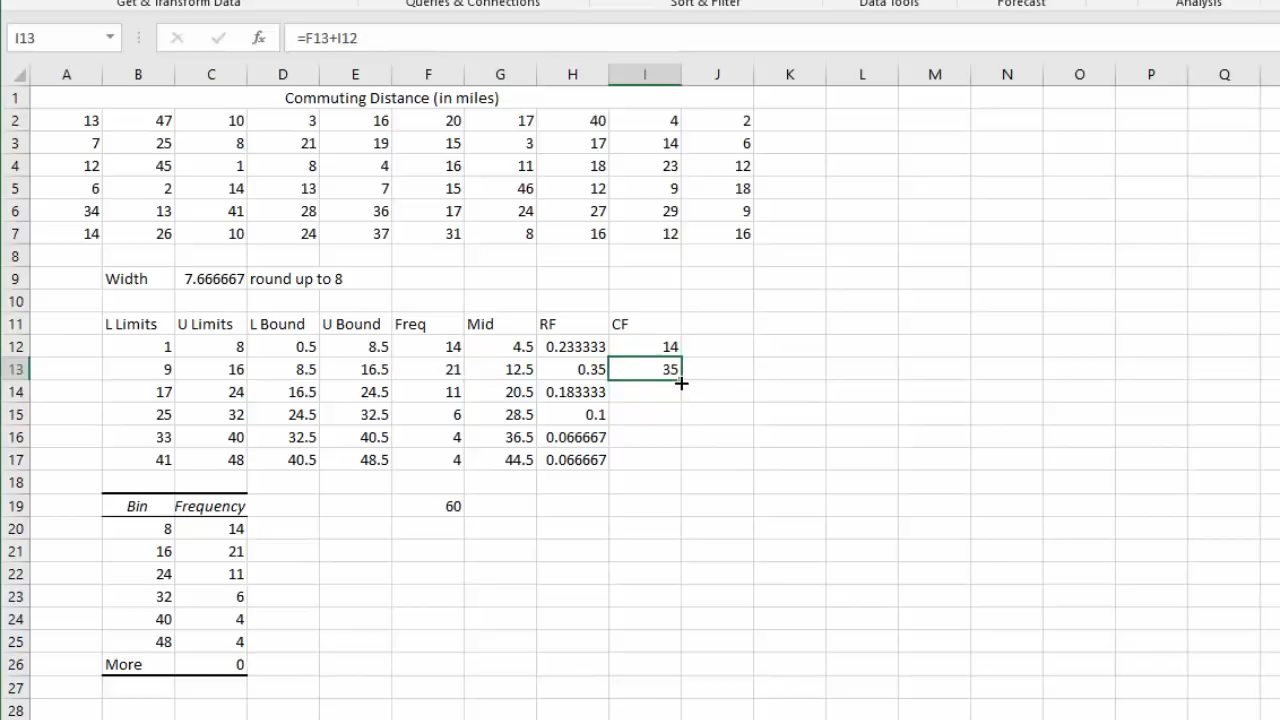 Get & Transform Data Queries & Connections Sort & Filter Data Tools Forecast Analysis
I13 fx =F13+I12
A B C D E F G H I J K L M N O P Q
1 Commuting Distance (in miles)
2 13 47 10 3 16 20 17 40 4 2
3 7 25 8 21 19 15 3 17 14 6
4 12 45 1 8 4 16 11 18 23 12
5 6 2 14 13 7 15 46 12 9 18
6 34 13 41 28 36 17 24 27 29 9
7 14 26 10 24 37 31 8 16 12 16
8
9 Width 7.666667 round up to 8
10
11 L Limits U Limits L Bound U Bound Freq Mid RF CF
12 1 8 0.5 8.5 14 4.5 0.233333 14
13 9 16 8.5 16.5 21 12.5 0.35 35
14 17 24 16.5 24.5 11 20.5 0.183333
15 25 32 24.5 32.5 6 28.5 0.1
16 33 40 32.5 40.5 4 36.5 0.066667
17 41 48 40.5 48.5 4 44.5 0.066667
18
19 Bin Frequency 60
20 8 14
21 16 21
22 24 11
23 32 6
24 40 4
25 48 4
26 More 0
27
28